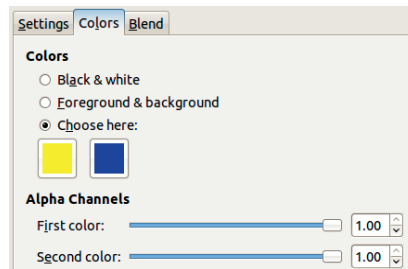 Settings Colors Blend
Colors
Black & white
Foreground & background
Choose here:
Alpha Channels
First color: 1.00
Second color: 1.00